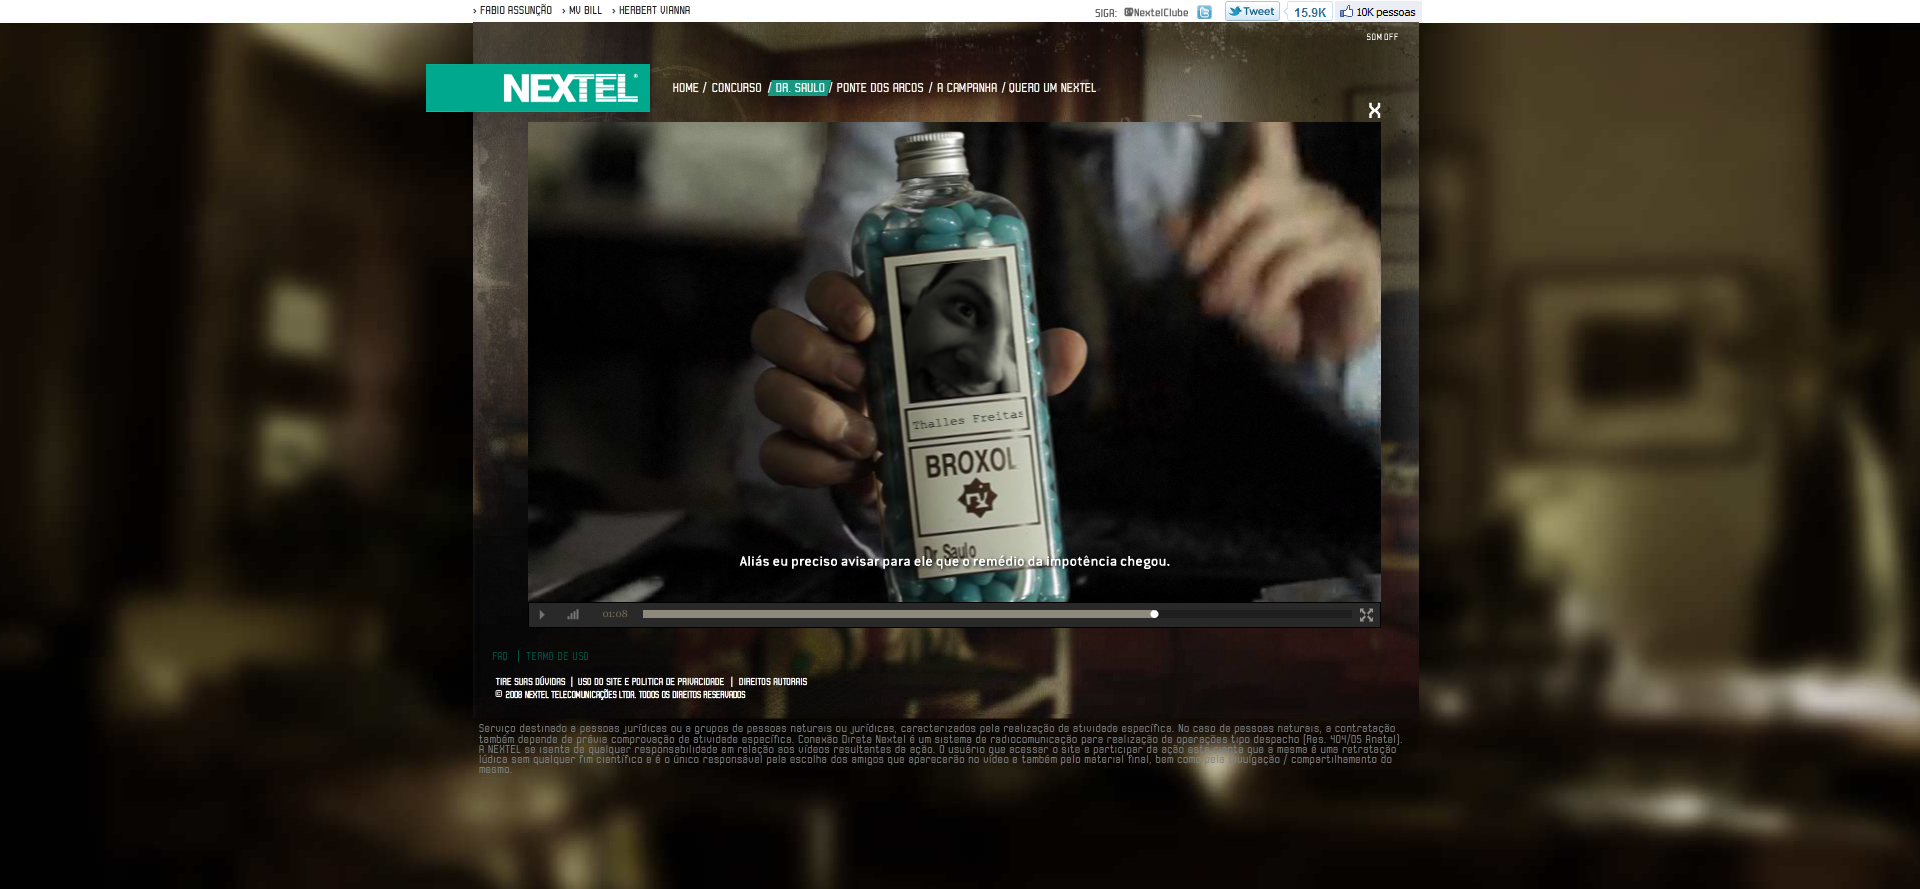 › FABIO ASSUNÇÃO › MV BILL › HERBERT VIANNA
SIGA: @NextelClube Tweet 15.9K 10K pessoas
SOM OFF
NEXTEL
HOME / CONCURSO / DR. SAULO / PONTE DOS ARCOS / A CAMPANHA / QUERO UM NEXTEL
X
Thalles Freitas
BROXOL
Dr Saulo
Aliás eu preciso avisar para ele que o remédio da impotência chegou.
01:08
FAQ | TERMO DE USO
TIRE SUAS DÚVIDAS | USO DO SITE E POLITICA DE PRIVACIDADE | DIREITOS AUTORAIS
© 2008 NEXTEL TELECOMUNICAÇÕES LTDA. TODOS OS DIREITOS RESERVADOS
Serviço destinado a pessoas jurídicas ou a grupos de pessoas naturais ou jurídicas, caracterizados pela realização de atividade específica. No caso de pessoas naturais, a contratação
também depende de prévia comprovação da atividade específica. Conexão Direta Nextel é um sistema de radiocomunicação para realização de operações tipo despacho (Res. 404/05 Anatel).
A NEXTEL se isenta de qualquer responsabilidade em relação aos vídeos resultantes da ação. O usuário que acessar o site e participar da ação está ciente que a mesma é uma retratação
lúdica sem qualquer fim científico e é o único responsável pela escolha dos amigos que aparecerão no vídeo e também pelo material final, bem como pela divulgação / compartilhamento do
mesmo.